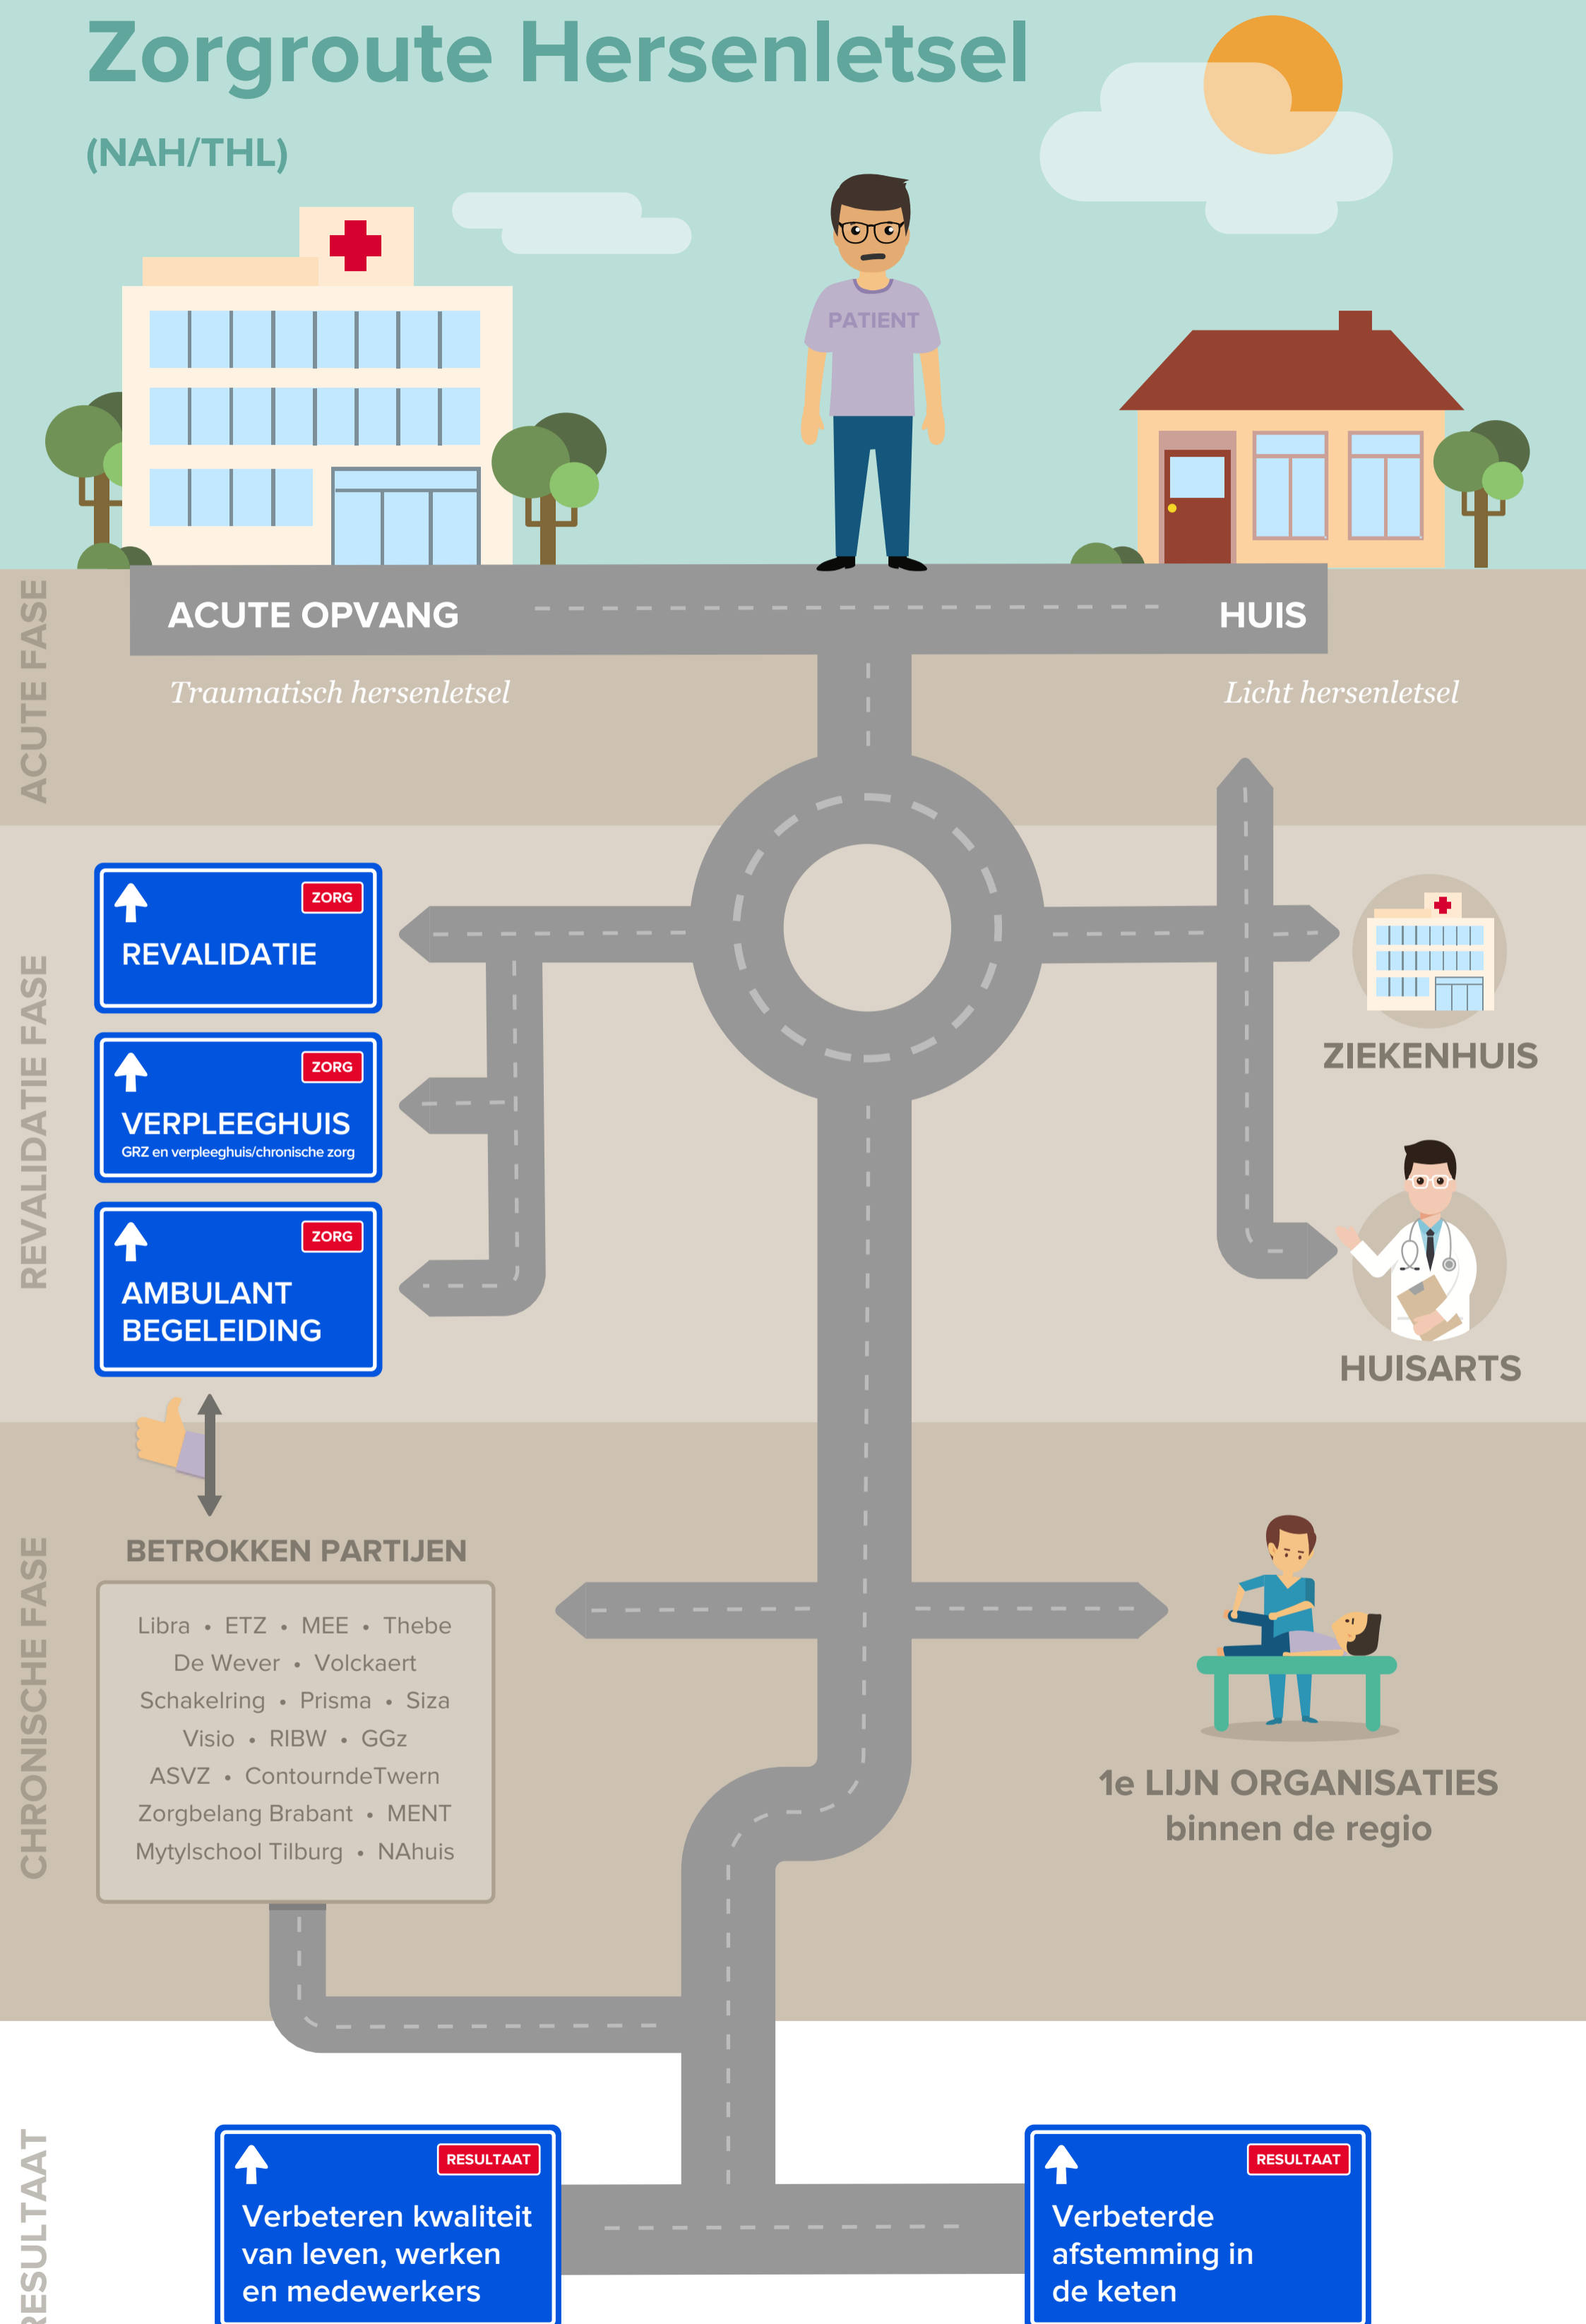 Zorgroute Hersenletsel
(NAH/THL)
PATIENT
ACUTE FASE
ACUTE OPVANG
HUIS
Traumatisch hersenletsel
Licht hersenletsel
REVALIDATIE FASE
ZORG
REVALIDATIE
ZORG
VERPLEEGHUIS
GRZ en verpleeghuis/chronische zorg
ZORG
AMBULANT
BEGELEIDING
ZIEKENHUIS
HUISARTS
CHRONISCHE FASE
BETROKKEN PARTIJEN
Libra • ETZ • MEE • Thebe
De Wever • Volckaert
Schakelring • Prisma • Siza
Visio • RIBW • GGz
ASVZ • ContourndeTwern
Zorgbelang Brabant • MENT
Mytylschool Tilburg • NAhuis
1e LIJN ORGANISATIES
binnen de regio
RESULTAAT
RESULTAAT
Verbeteren kwaliteit
van leven, werken
en medewerkers
RESULTAAT
Verbeterde
afstemming in
de keten